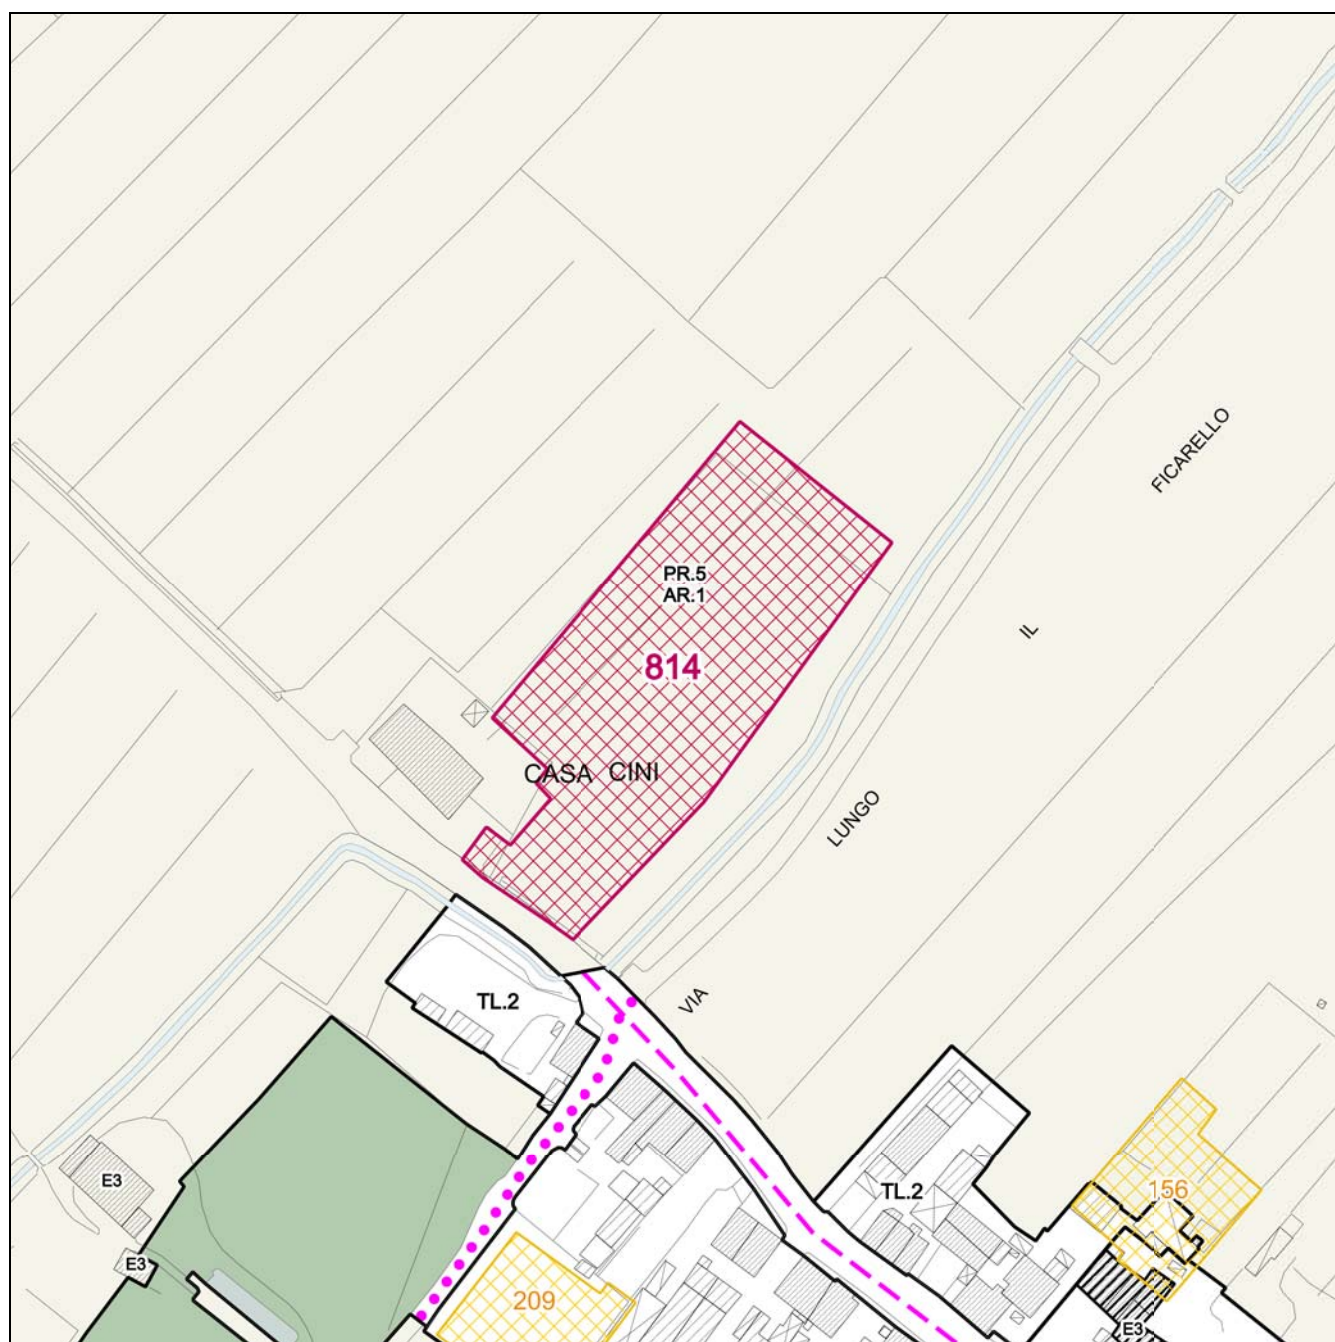 FICARELLO
PR.5
AR.1
IL
814
CASA CINI
LUNGO
VIA
TL.2
E3
TL.2
156
E3
209
E3